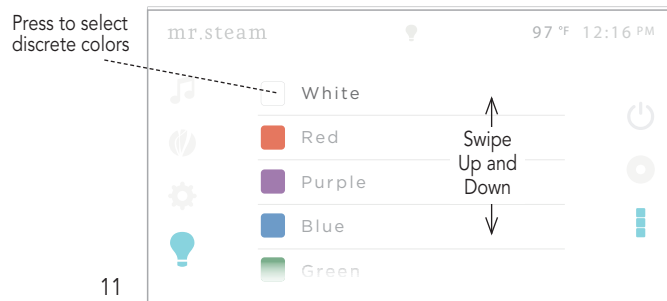 Press to select
discrete colors
mr.steam
97 °F 12:16 PM
White
Red
Purple
Blue
Green
Swipe
Up and
Down
11